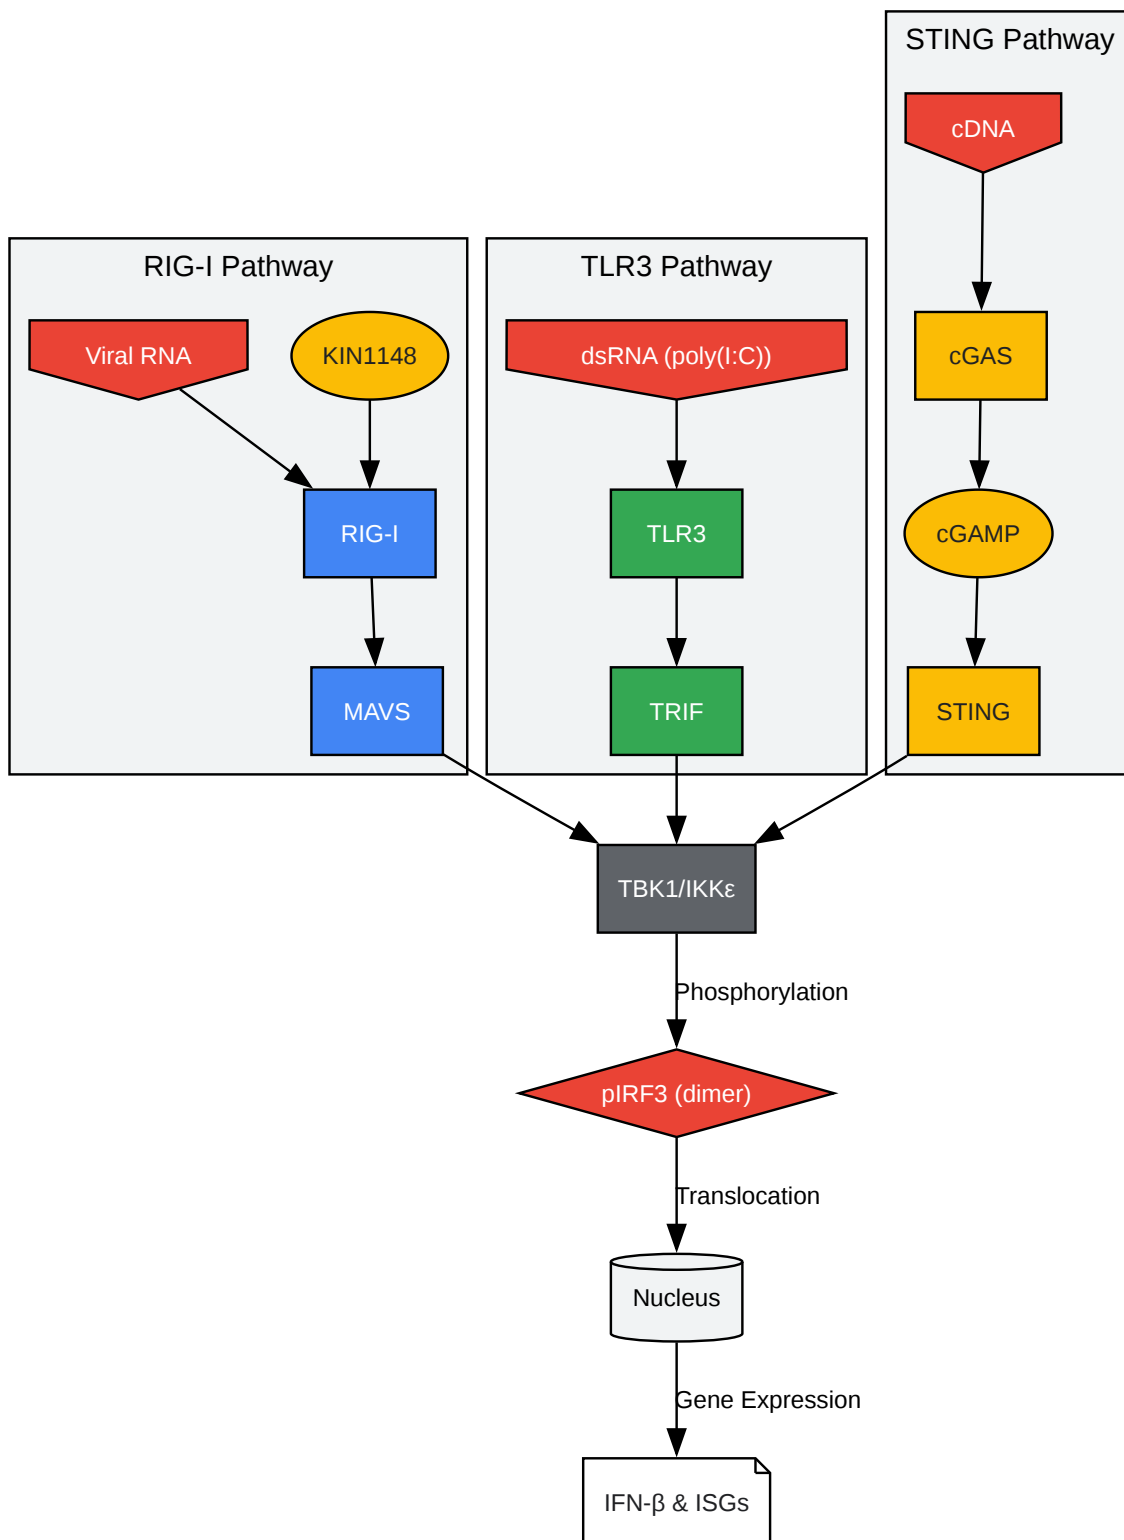 STING Pathway
cDNA
RIG-I Pathway
TLR3 Pathway
Viral RNA
KIN1148
dsRNA (poly(I:C))
cGAS
RIG-I
TLR3
cGAMP
MAVS
TRIF
STING
TBK1/IKKε
Phosphorylation
pIRF3 (dimer)
Translocation
Nucleus
Gene Expression
IFN-β & ISGs